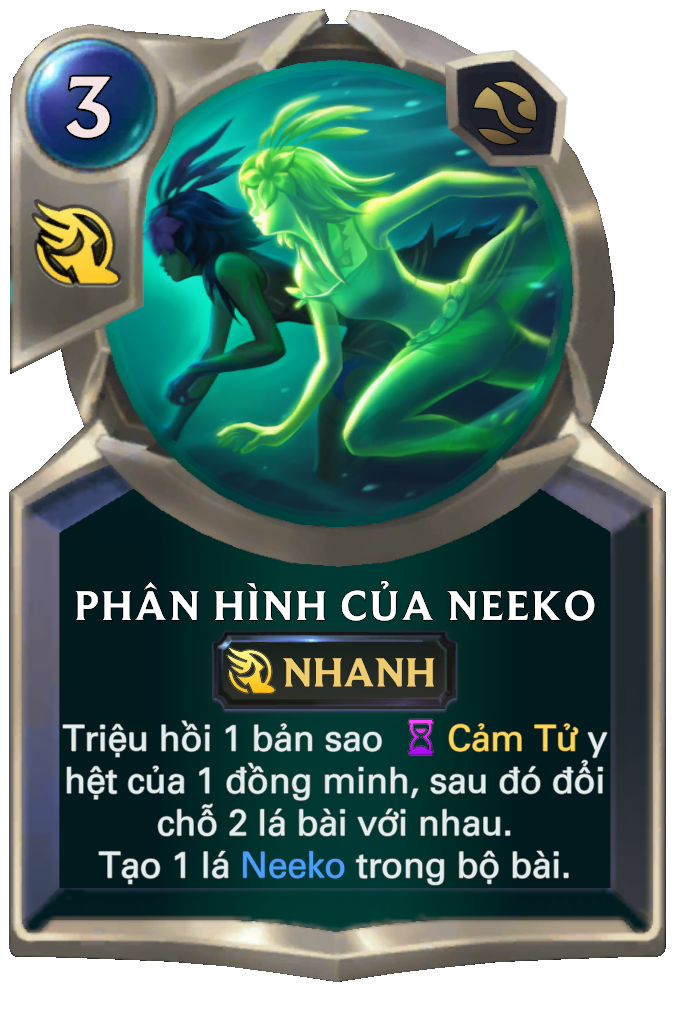 3
PHÂN HÌNH CỦA NEEKO
NHANH
Triệu hồi 1 bản sao Cảm Tử y
hệt của 1 đồng minh, sau đó đổi
chỗ 2 lá bài với nhau.
Tạo 1 lá Neeko trong bộ bài.